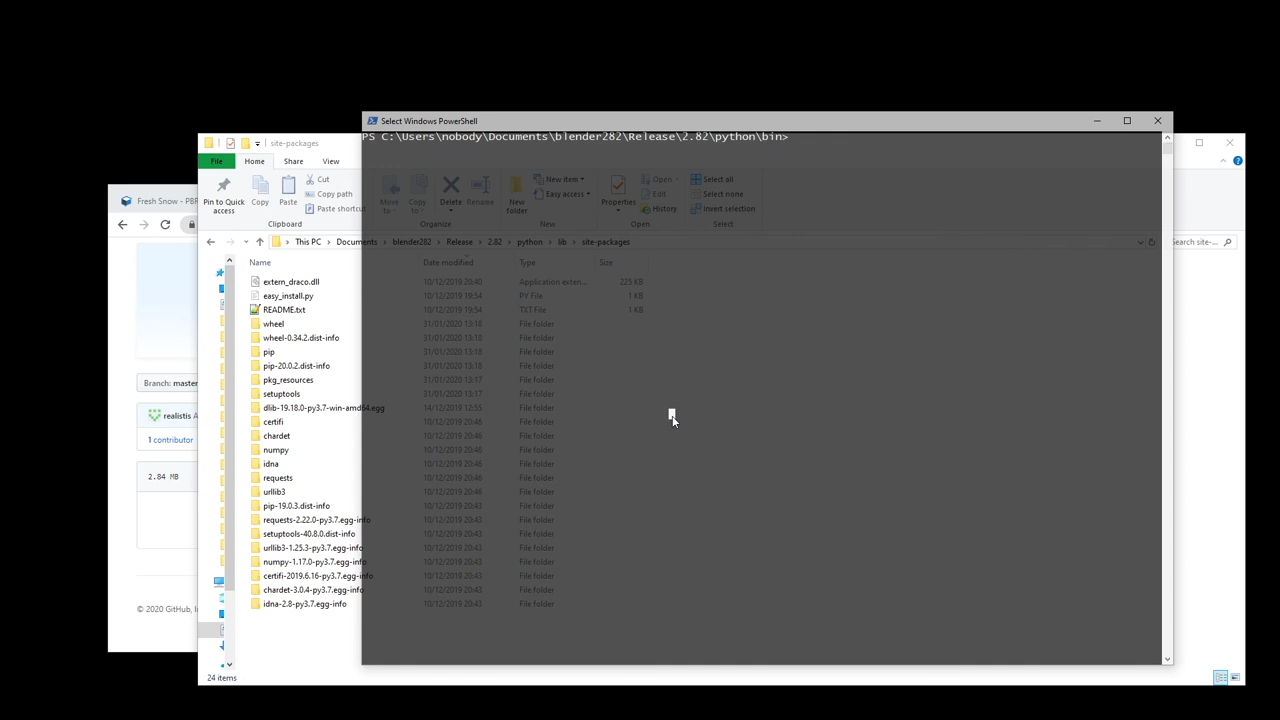 Select Windows PowerShell
PS C:\Users\nobody\Documents\blender282\Release\2.82\python\bin>
site-packages
File Home Share View
Pin to Quick access
Copy
Paste
Cut
Copy path
Paste shortcut
Clipboard
Move to
Copy to
Delete
Rename
Organize
New folder
New item
Easy access
New
Properties
Open
Edit
History
Open
Select all
Select none
Invert selection
Select
This PC Documents blender282 Release 2.82 python lib site-packages
Search site-...
Name Date modified Type Size
extern_draco.dll 10/12/2019 20:40 Application exten... 225 KB
easy_install.py 10/12/2019 19:54 PY File 1 KB
README.txt 10/12/2019 19:54 TXT File 1 KB
wheel 31/01/2020 13:18 File folder
wheel-0.34.2.dist-info 31/01/2020 13:18 File folder
pip 31/01/2020 13:18 File folder
pip-20.0.2.dist-info 31/01/2020 13:18 File folder
pkg_resources 31/01/2020 13:17 File folder
setuptools 31/01/2020 13:17 File folder
dlib-19.18.0-py3.7-win-amd64.egg 14/12/2019 12:55 File folder
certifi 10/12/2019 20:46 File folder
chardet 10/12/2019 20:46 File folder
numpy 10/12/2019 20:46 File folder
idna 10/12/2019 20:46 File folder
requests 10/12/2019 20:46 File folder
urllib3 10/12/2019 20:46 File folder
pip-19.0.3.dist-info 10/12/2019 20:43 File folder
requests-2.22.0-py3.7.egg-info 10/12/2019 20:43 File folder
setuptools-40.8.0.dist-info 10/12/2019 20:43 File folder
urllib3-1.25.3-py3.7.egg-info 10/12/2019 20:43 File folder
numpy-1.17.0-py3.7.egg-info 10/12/2019 20:43 File folder
certifi-2019.6.16-py3.7.egg-info 10/12/2019 20:43 File folder
chardet-3.0.4-py3.7.egg-info 10/12/2019 20:43 File folder
idna-2.8-py3.7.egg-info 10/12/2019 20:43 File folder
24 items
Fresh Snow - PBR
Branch: master
realistis A
1 contributor
2.84 MB
© 2020 GitHub, I